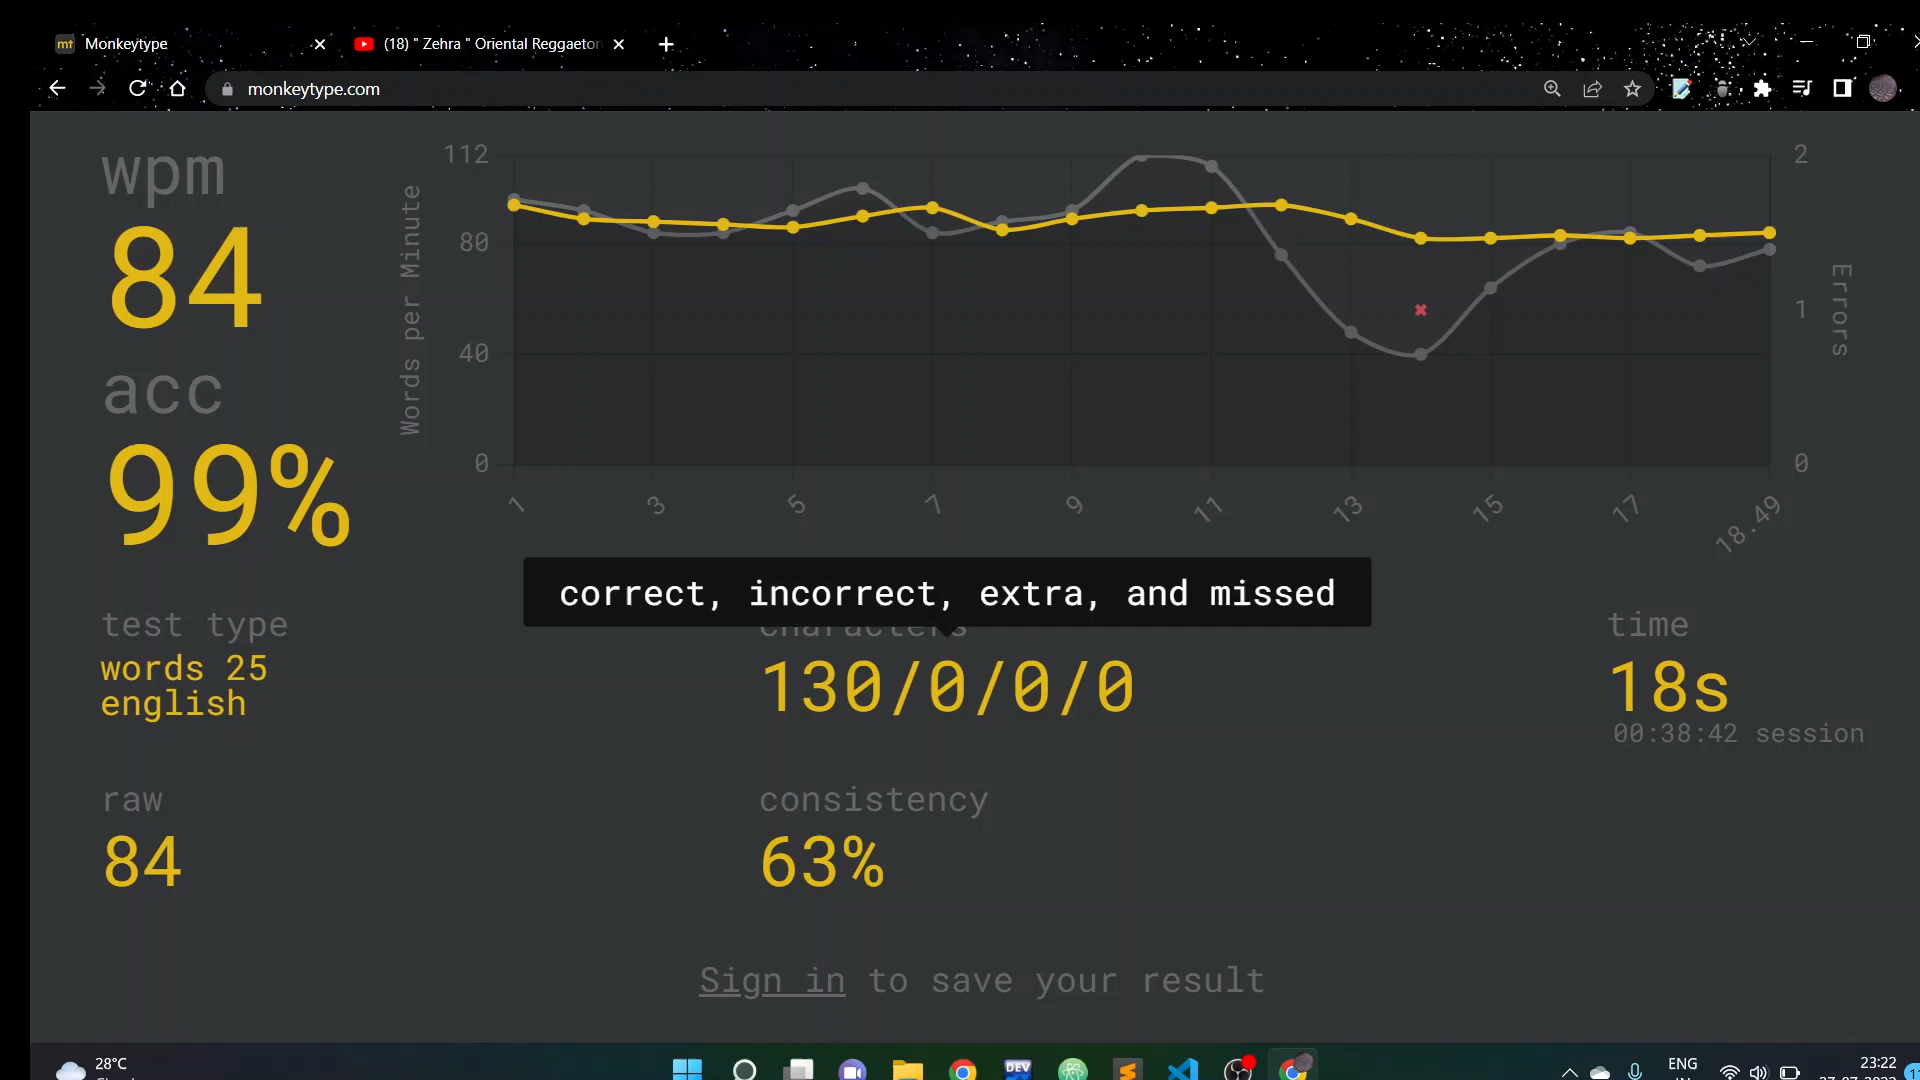 Monkeytype
(18) " Zehra " Oriental Reggaeton
monkeytype.com
wpm
84
acc
99%
Words per Minute
112
80
40
0
2
1
0
Errors
1 3 5 7 9 11 13 15 17 18.49
correct, incorrect, extra, and missed
test type
words 25
english
characters
130/0/0/0
time
18s
00:38:42 session
raw
84
consistency
63%
Sign in to save your result
28°C
DEV
ENG
IN
23:22